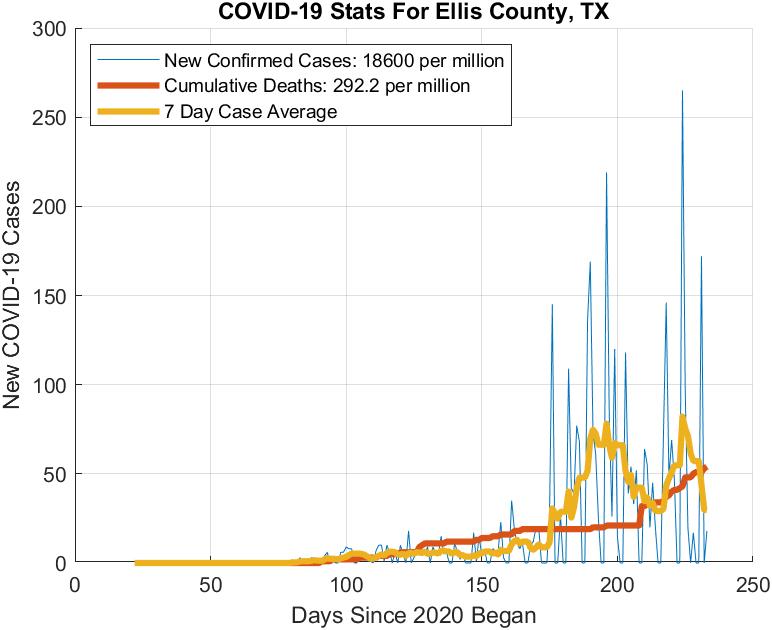 COVID-19 Stats For Ellis County, TX
300
250
200
150
100
50
0
New COVID-19 Cases
New Confirmed Cases: 18600 per million
Cumulative Deaths: 292.2 per million
7 Day Case Average
0 50 100 150 200 250
Days Since 2020 Began